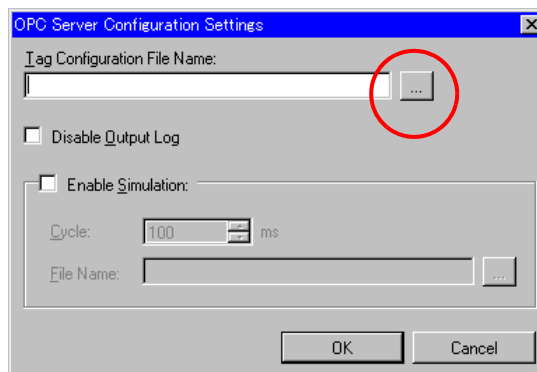 OPC Server Configuration Settings
Tag Configuration File Name:
...
Disable Output Log
Enable Simulation:
Cycle: 100 ms
File Name: ...
OK Cancel